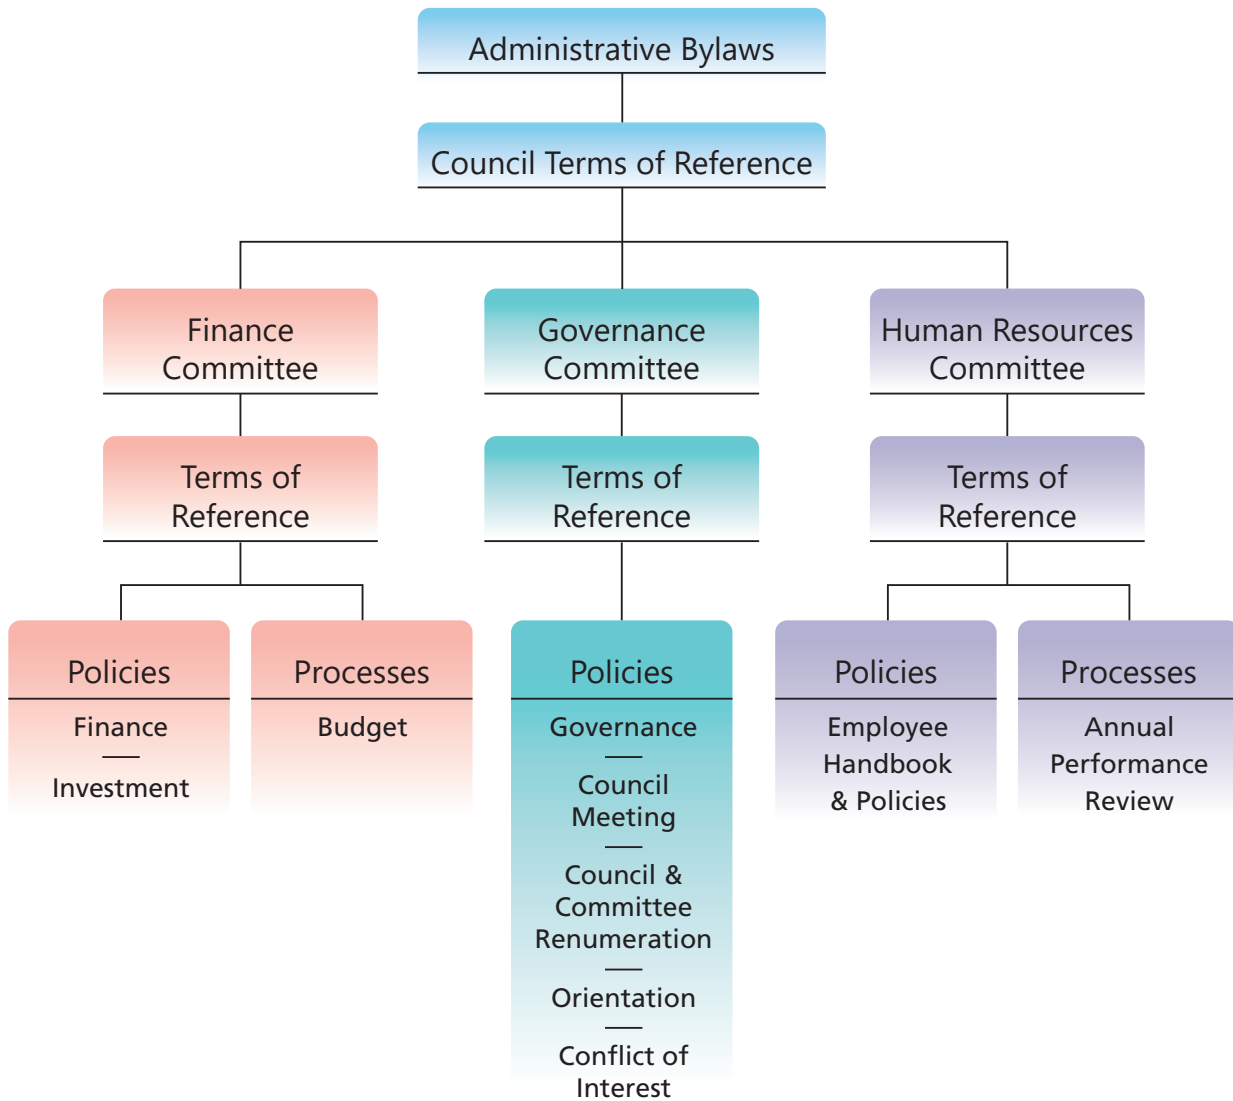 Administrative Bylaws
Council Terms of Reference
Finance
Committee
Governance
Committee
Human Resources
Committee
Terms of
Reference
Terms of
Reference
Terms of
Reference
Policies
Finance
Investment
Processes
Budget
Policies
Governance
Council
Meeting
Council &
Committee
Renumeration
Orientation
Conflict of
Interest
Policies
Employee
Handbook
& Policies
Processes
Annual
Performance
Review